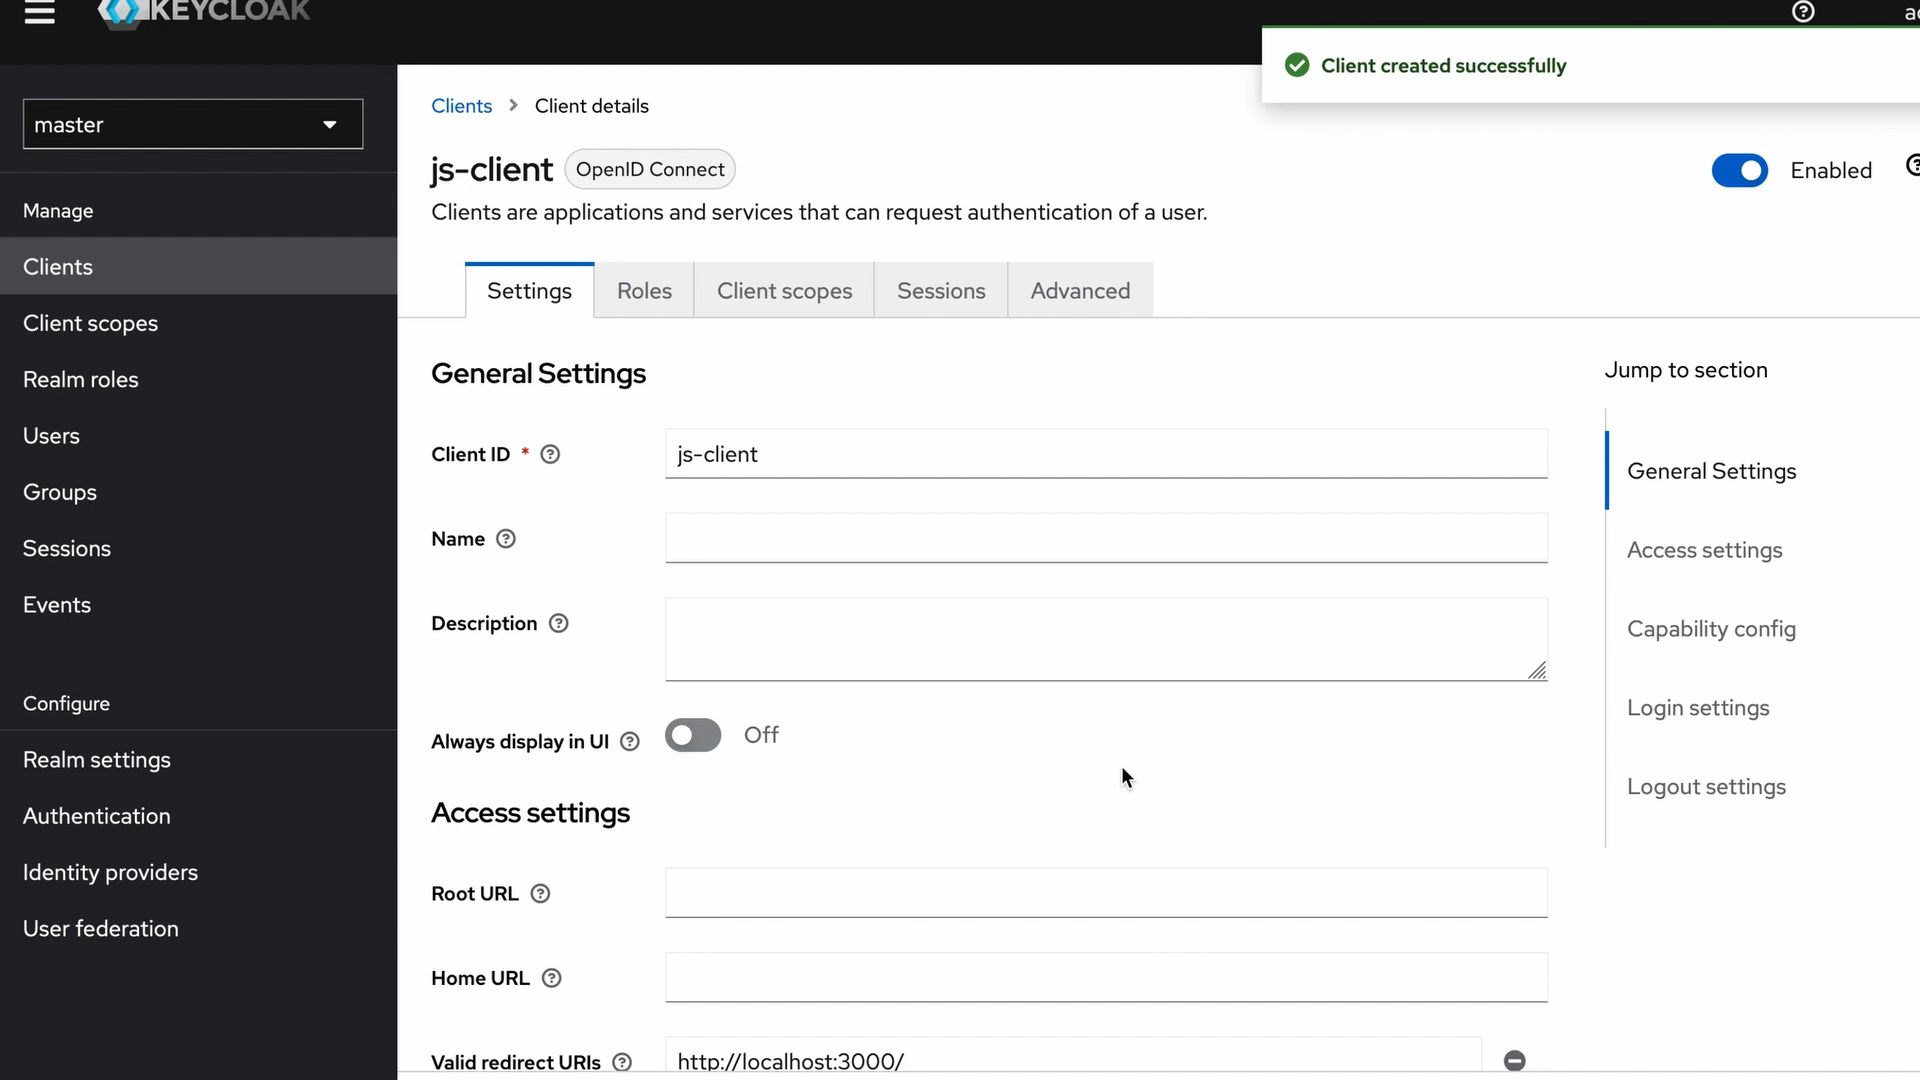 KEYCLOAK
Client created successfully
master
Manage
Clients
Client scopes
Realm roles
Users
Groups
Sessions
Events
Configure
Realm settings
Authentication
Identity providers
User federation
Clients > Client details
js-client OpenID Connect
Enabled
Clients are applications and services that can request authentication of a user.
Settings Roles Client scopes Sessions Advanced
General Settings
Client ID *
js-client
Name
Description
Always display in UI
Off
Access settings
Root URL
Home URL
Valid redirect URIs
http://localhost:3000/
Jump to section
General Settings
Access settings
Capability config
Login settings
Logout settings